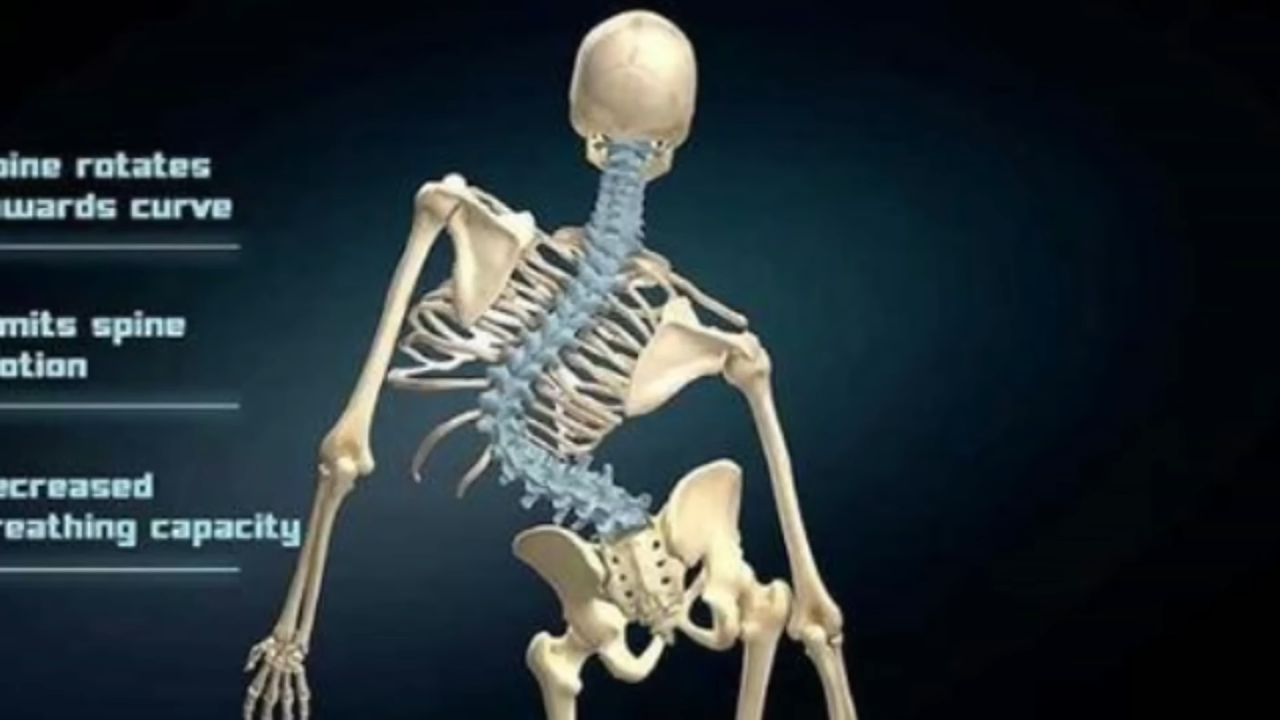 pine rotates
wards curve
mits spine
otion
ecreased
reathing capacity